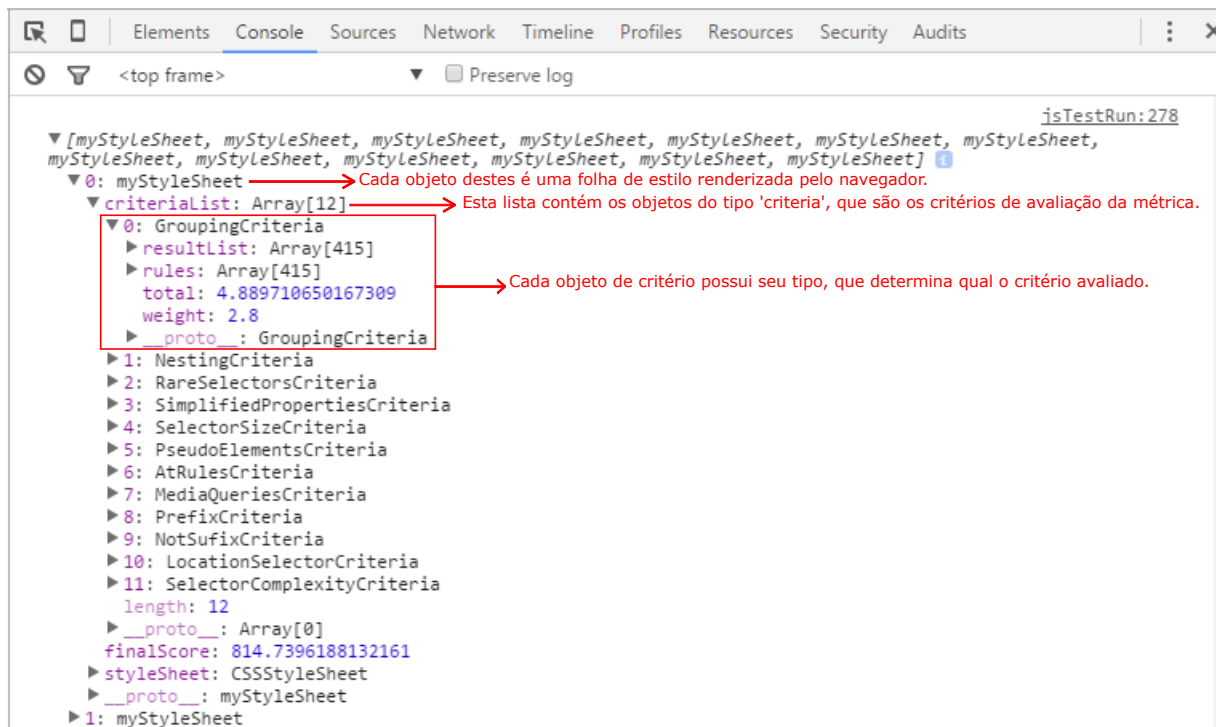 Elements Console Sources Network Timeline Profiles Resources Security Audits
<top frame> ▼ Preserve log
jsTestRun:278
▼[myStyleSheet, myStyleSheet, myStyleSheet, myStyleSheet, myStyleSheet, myStyleSheet, myStyleSheet,
myStyleSheet, myStyleSheet, myStyleSheet, myStyleSheet, myStyleSheet]
▼0: myStyleSheet Cada objeto destes é uma folha de estilo renderizada pelo navegador.
▼criteriaList: Array[12] Esta lista contém os objetos do tipo 'criteria', que são os critérios de avaliação da métrica.
▼0: GroupingCriteria
▶resultList: Array[415]
▶rules: Array[415]
total: 4.889710650167309 Cada objeto de critério possui seu tipo, que determina qual o critério avaliado.
weight: 2.8
▶__proto__: GroupingCriteria
▶1: NestingCriteria
▶2: RareSelectorsCriteria
▶3: SimplifiedPropertiesCriteria
▶4: SelectorSizeCriteria
▶5: PseudoElementsCriteria
▶6: AtRulesCriteria
▶7: MediaQueriesCriteria
▶8: PrefixCriteria
▶9: NotSufixCriteria
▶10: LocationSelectorCriteria
▶11: SelectorComplexityCriteria
length: 12
▶__proto__: Array[0]
finalScore: 814.7396188132161
▶styleSheet: CSSStyleSheet
▶__proto__: myStyleSheet
▶1: myStyleSheet